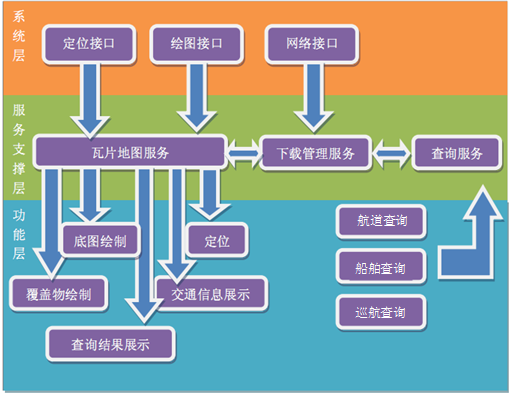 系统层
定位接口
绘图接口
网络接口
服务支撑层
瓦片地图服务
下载管理服务
查询服务
功能层
底图绘制
定位
航道查询
覆盖物绘制
交通信息展示
船舶查询
查询结果展示
巡航查询